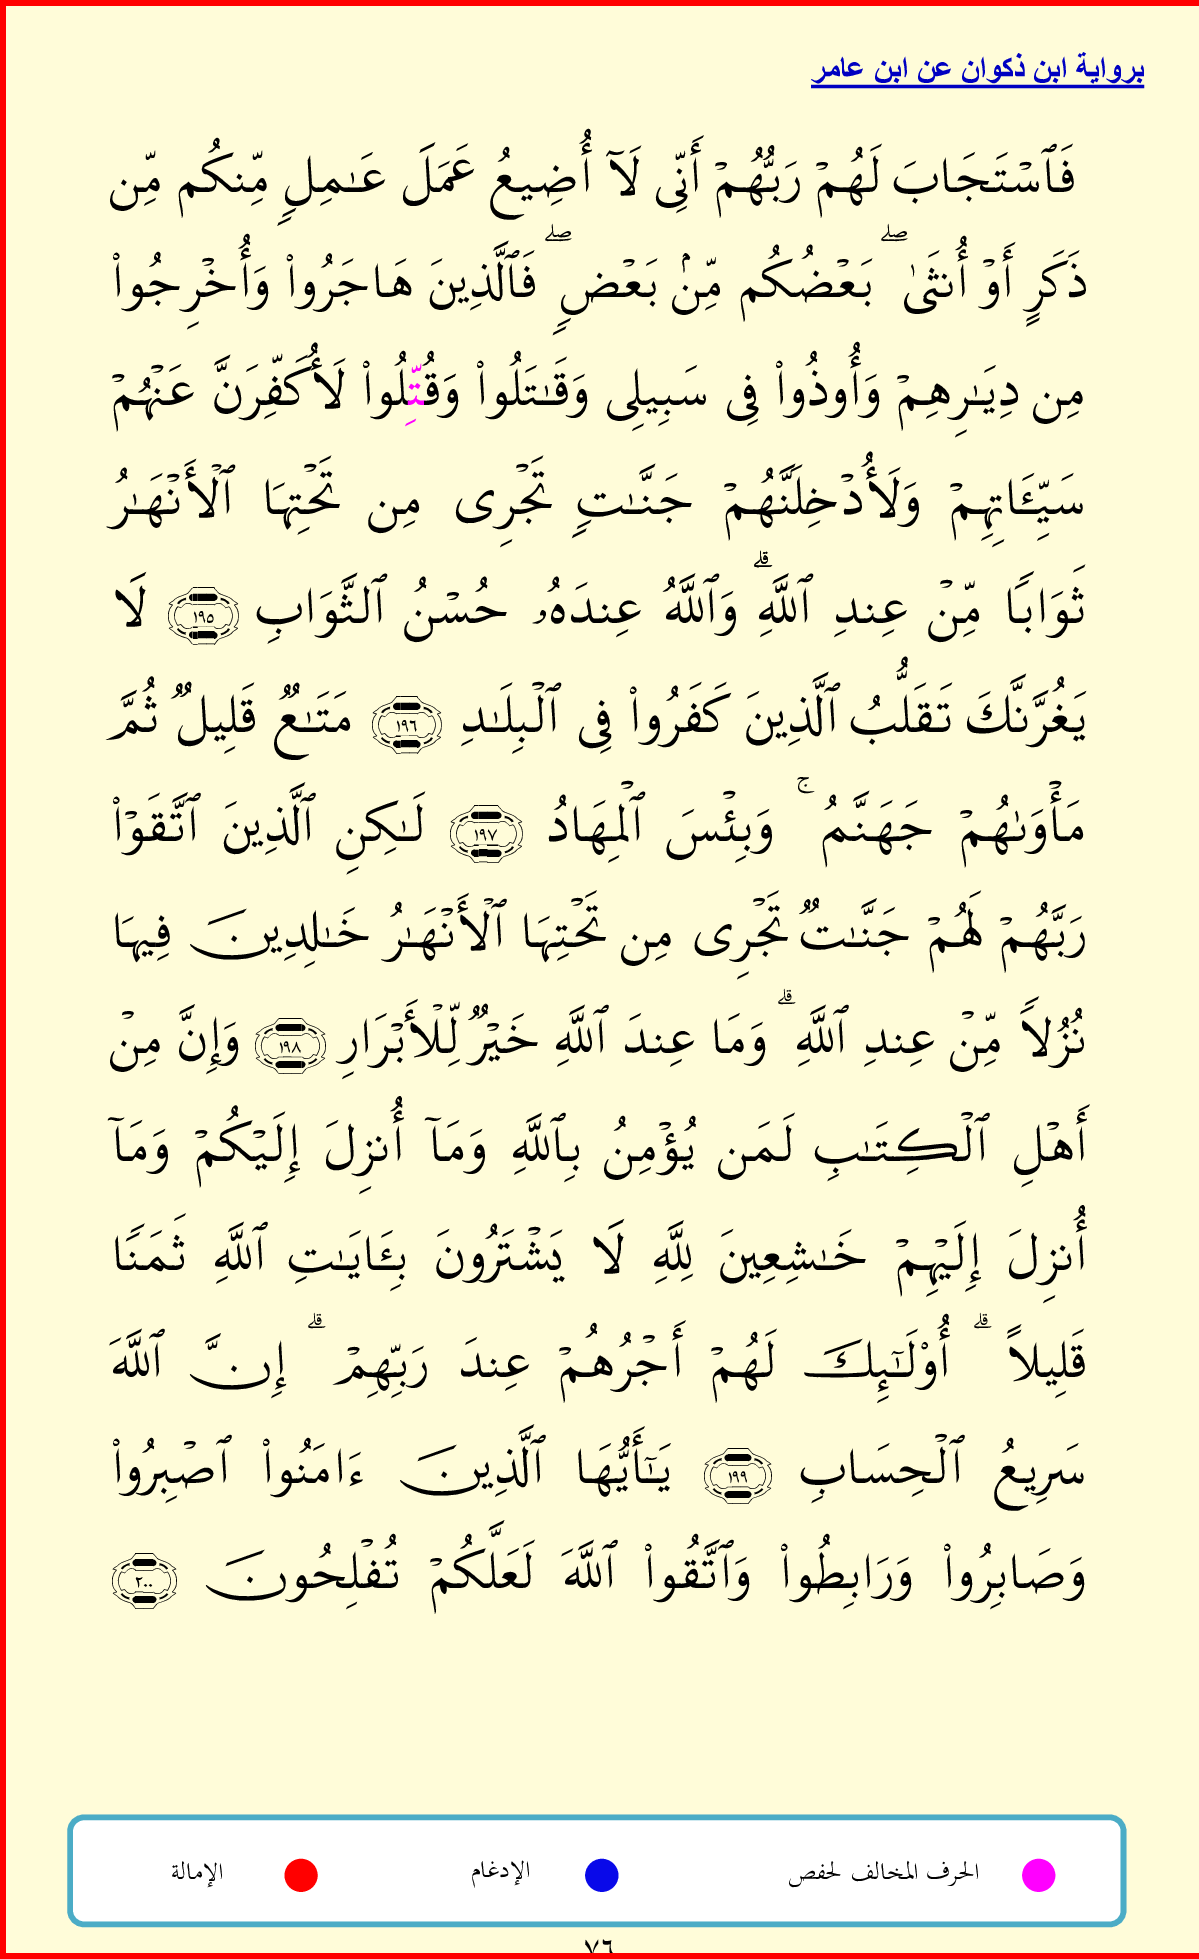 برواية ابن ذكوان عن ابن عامر
فَٱسْتَجَابَ لَهُمْ رَبُّهُمْ أَنِّى لَآ أُضِيعُ عَمَلَ عَـٰمِلٍ مِّنكُم مِّن
ذَكَرٍ أَوْ أُنثَىٰ ۖ بَعْضُكُم مِّنۢ بَعْضٍ ۖ فَٱلَّذِينَ هَاجَرُوا۟ وَأُخْرِجُوا۟
مِن دِيَـٰرِهِمْ وَأُوذُوا۟ فِى سَبِيلِى وَقَـٰتَلُوا۟ وَقُتِّلُوا۟ لَأُكَفِّرَنَّ عَنْهُمْ
سَيِّـَٔاتِهِمْ وَلَأُدْخِلَنَّهُمْ جَنَّـٰتٍ تَجْرِى مِن تَحْتِهَا ٱلْأَنْهَـٰرُ
ثَوَابًا مِّنْ عِندِ ٱللَّهِ ۗ وَٱللَّهُ عِندَهُۥ حُسْنُ ٱلثَّوَابِ ١٩٥ لَا
يَغُرَّنَّكَ تَقَلُّبُ ٱلَّذِينَ كَفَرُوا۟ فِى ٱلْبِلَـٰدِ ١٩٦ مَتَـٰعٌ قَلِيلٌ ثُمَّ
مَأْوَىٰهُمْ جَهَنَّمُ ۚ وَبِئْسَ ٱلْمِهَادُ ١٩٧ لَـٰكِنِ ٱلَّذِينَ ٱتَّقَوْا۟
رَبَّهُمْ لَهُمْ جَنَّـٰتٌ تَجْرِى مِن تَحْتِهَا ٱلْأَنْهَـٰرُ خَـٰلِدِينَ فِيهَا
نُزُلًا مِّنْ عِندِ ٱللَّهِ ۗ وَمَا عِندَ ٱللَّهِ خَيْرٌ لِّلْأَبْرَارِ ١٩٨ وَإِنَّ مِنْ
أَهْلِ ٱلْكِتَـٰبِ لَمَن يُؤْمِنُ بِٱللَّهِ وَمَآ أُنزِلَ إِلَيْكُمْ وَمَآ
أُنزِلَ إِلَيْهِمْ خَـٰشِعِينَ لِلَّهِ لَا يَشْتَرُونَ بِـَٔايَـٰتِ ٱللَّهِ ثَمَنًا
قَلِيلًا ۗ أُو۟لَـٰٓئِكَ لَهُمْ أَجْرُهُمْ عِندَ رَبِّهِمْ ۗ إِنَّ ٱللَّهَ
سَرِيعُ ٱلْحِسَابِ ١٩٩ يَـٰٓأَيُّهَا ٱلَّذِينَ ءَامَنُوا۟ ٱصْبِرُوا۟
وَصَابِرُوا۟ وَرَابِطُوا۟ وَٱتَّقُوا۟ ٱللَّهَ لَعَلَّكُمْ تُفْلِحُونَ ٢٠٠
الحرف المخالف لحفص الإدغام الإمالة
٧٦